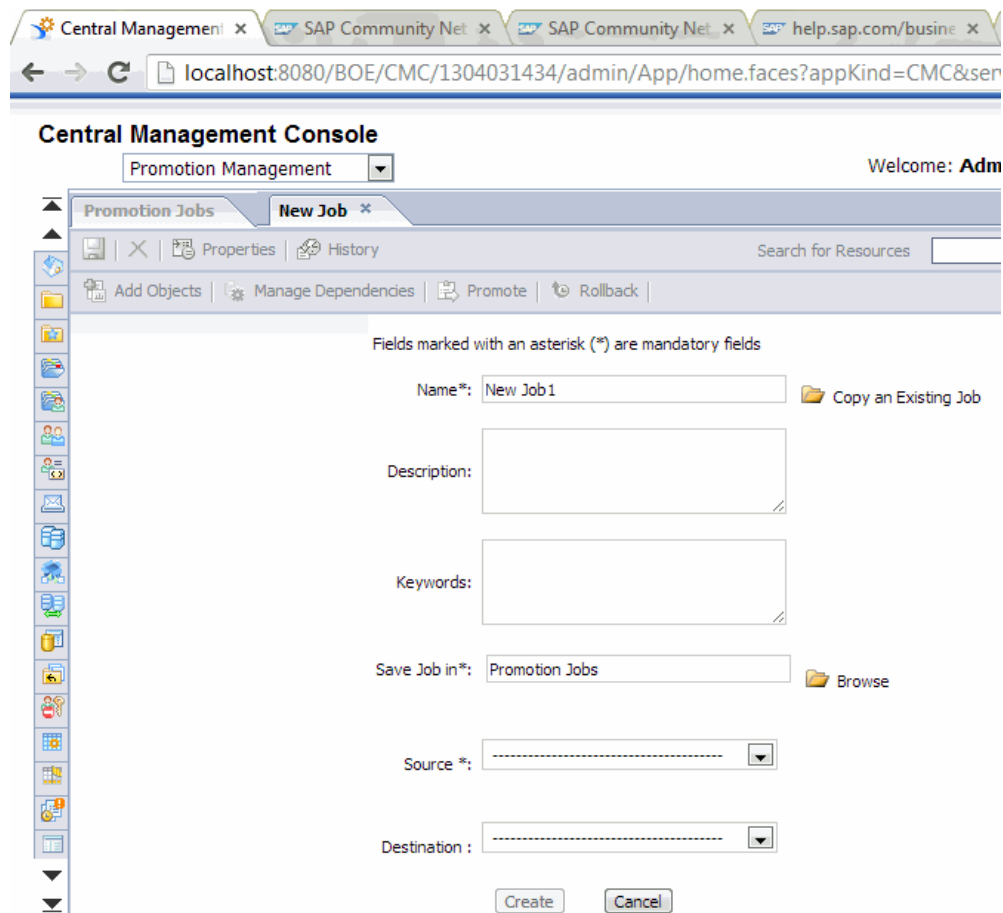 Central Management
SAP Community Net
SAP Community Net
help.sap.com/busine
localhost:8080/BOE/CMC/1304031434/admin/App/home.faces?appKind=CMC&ser
Central Management Console
Promotion Management
Welcome: Adm
Promotion Jobs
New Job
Properties
History
Search for Resources
Add Objects
Manage Dependencies
Promote
Rollback
Fields marked with an asterisk (*) are mandatory fields
Name*: New Job1
Copy an Existing Job
Description:
Keywords:
Save Job in*: Promotion Jobs
Browse
Source *: ---------------------------------------
Destination : ---------------------------------------
Create
Cancel